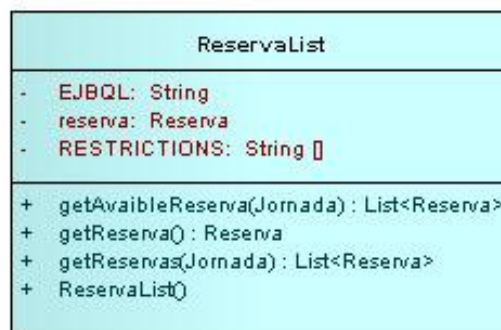 ReservaList
- EJBQL: String
- reserva: Reserva
- RESTRICTIONS: String []
+ getAvaibleReserva(Jornada) : List<Reserva>
+ getReserva() : Reserva
+ getReservas(Jornada) : List<Reserva>
+ ReservaList()